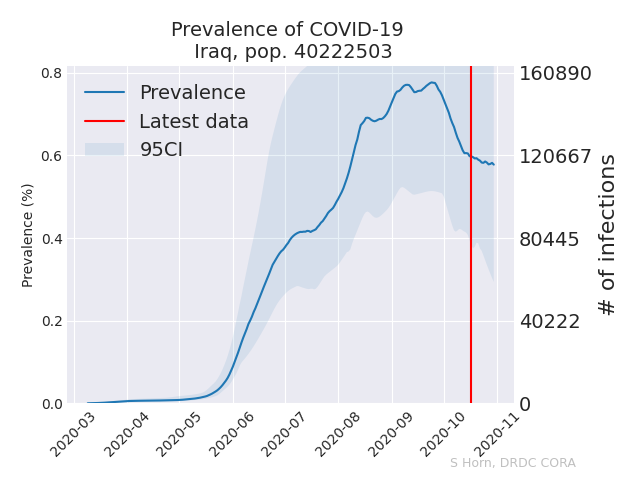 Prevalence of COVID-19
Iraq, pop. 40222503
Prevalence
Latest data
95CI
Prevalence (%)
0.8
0.6
0.4
0.2
0.0
160890
120667
80445
40222
0
# of infections
2020-03
2020-04
2020-05
2020-06
2020-07
2020-08
2020-09
2020-10
2020-11
S Horn, DRDC CORA